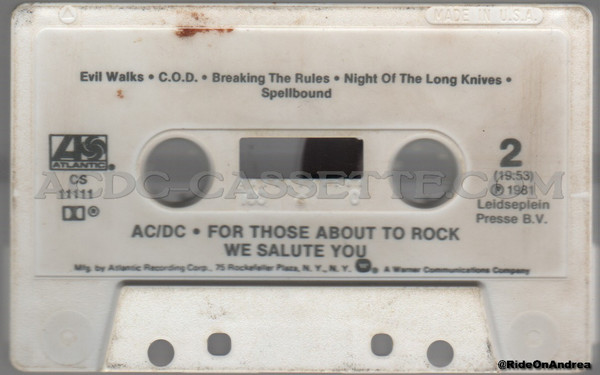 MADE IN U.S.A.
Evil Walks • C.O.D. • Breaking The Rules • Night Of The Long Knives •
Spellbound
ATLANTIC®
CS
11111
2
(19:53)
℗ 1981
Leidseplein
Presse B.V.
ACDC-CASSETTE.COM
AC/DC • FOR THOSE ABOUT TO ROCK
WE SALUTE YOU
Mfg. by Atlantic Recording Corp., 75 Rockefeller Plaza, N. Y., N. Y. ® A Warner Communications Company
@RideOnAndrea